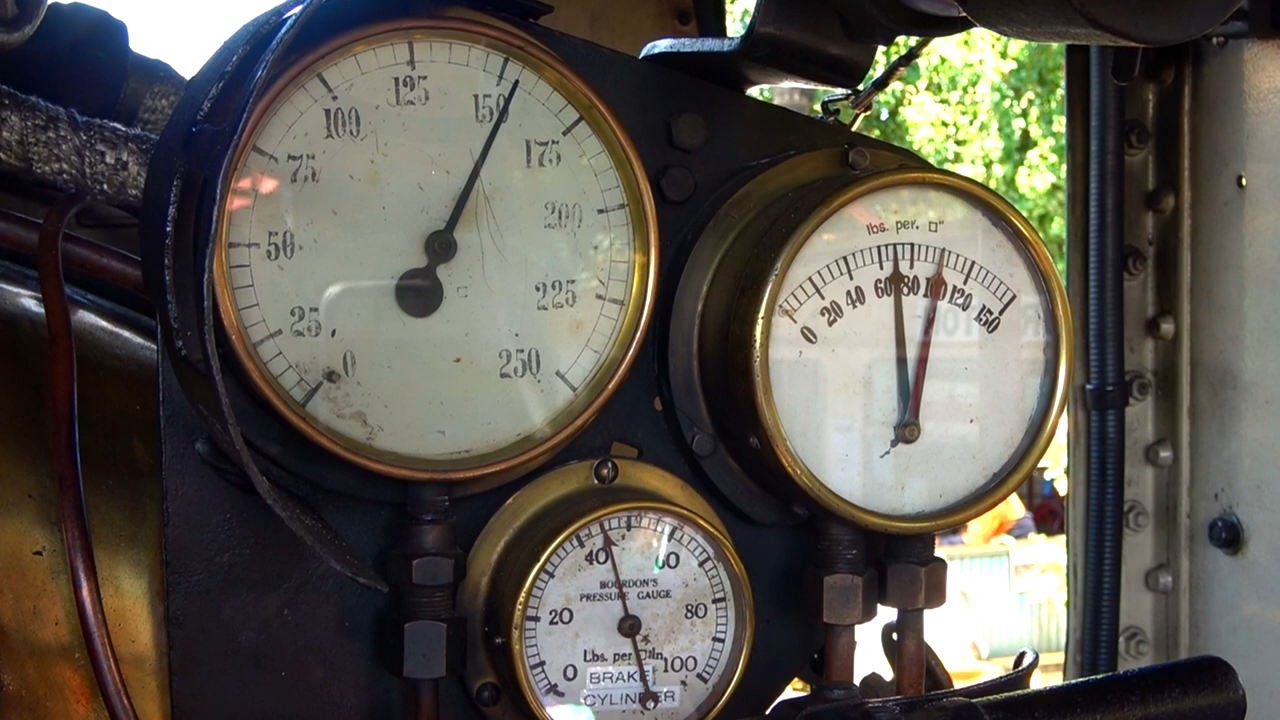 0
25
50
75
100
125
150
175
200
225
250
lbs. per. □"
0 20 40 60 80 100 120 150
0 20 40 60 80 100
BOURDON'S
PRESSURE GAUGE
Lbs. per □In.
BRAKE
CYLINDER